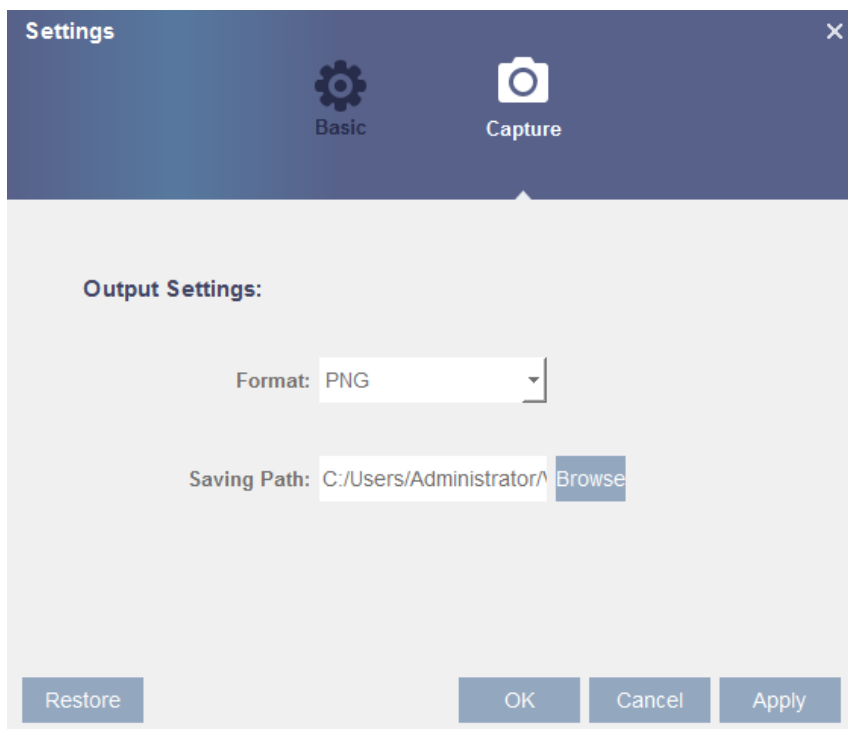 Settings
Basic
Capture
Output Settings:
Format: PNG
Saving Path: C:/Users/Administrator/ Browse
Restore OK Cancel Apply